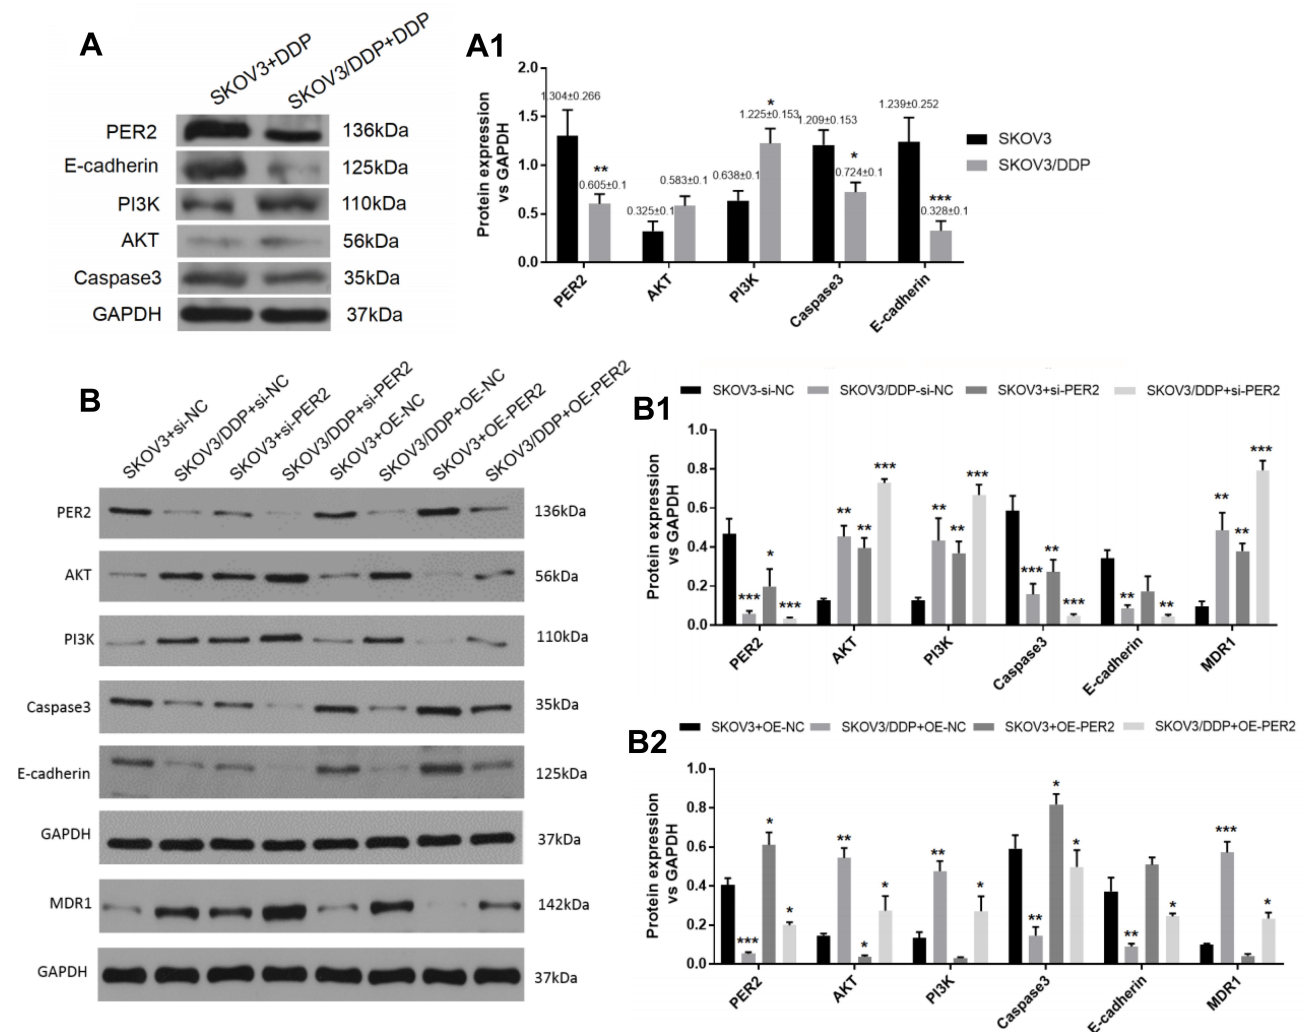 A
SKOV3+DDP
SKOV3/DDP+DDP
PER2
136kDa
E-cadherin
125kDa
PI3K
110kDa
AKT
56kDa
Caspase3
35kDa
GAPDH
37kDa
A1
Protein expression
vs GAPDH
2.0
1.5
1.0
0.5
0.0
1.304±0.266
**
0.605±0.1
0.325±0.1
0.583±0.1
0.638±0.1
*
1.225±0.153
1.209±0.153
*
0.724±0.1
1.239±0.252
***
0.328±0.1
PER2
AKT
PI3K
Caspase3
E-cadherin
SKOV3
SKOV3/DDP
B
SKOV3+si-NC
SKOV3/DDP+si-NC
SKOV3+si-PER2
SKOV3/DDP+si-PER2
SKOV3+OE-NC
SKOV3/DDP+OE-NC
SKOV3+OE-PER2
SKOV3/DDP+OE-PER2
PER2
136kDa
AKT
56kDa
PI3K
110kDa
Caspase3
35kDa
E-cadherin
125kDa
GAPDH
37kDa
MDR1
142kDa
GAPDH
37kDa
B1
SKOV3-si-NC
SKOV3/DDP-si-NC
SKOV3+si-PER2
SKOV3/DDP+si-PER2
Protein expression
vs GAPDH
1.0
0.8
0.6
0.4
0.2
0.0
***
*
***
**
**
***
**
**
***
***
**
***
**
**
**
**
***
PER2
AKT
PI3K
Caspase3
E-cadherin
MDR1
B2
SKOV3+OE-NC
SKOV3/DDP+OE-NC
SKOV3+OE-PER2
SKOV3/DDP+OE-PER2
Protein expression
vs GAPDH
1.0
0.8
0.6
0.4
0.2
0.0
***
*
*
**
*
*
**
*
**
*
*
**
*
***
*
PER2
AKT
PI3K
Caspase3
E-cadherin
MDR1